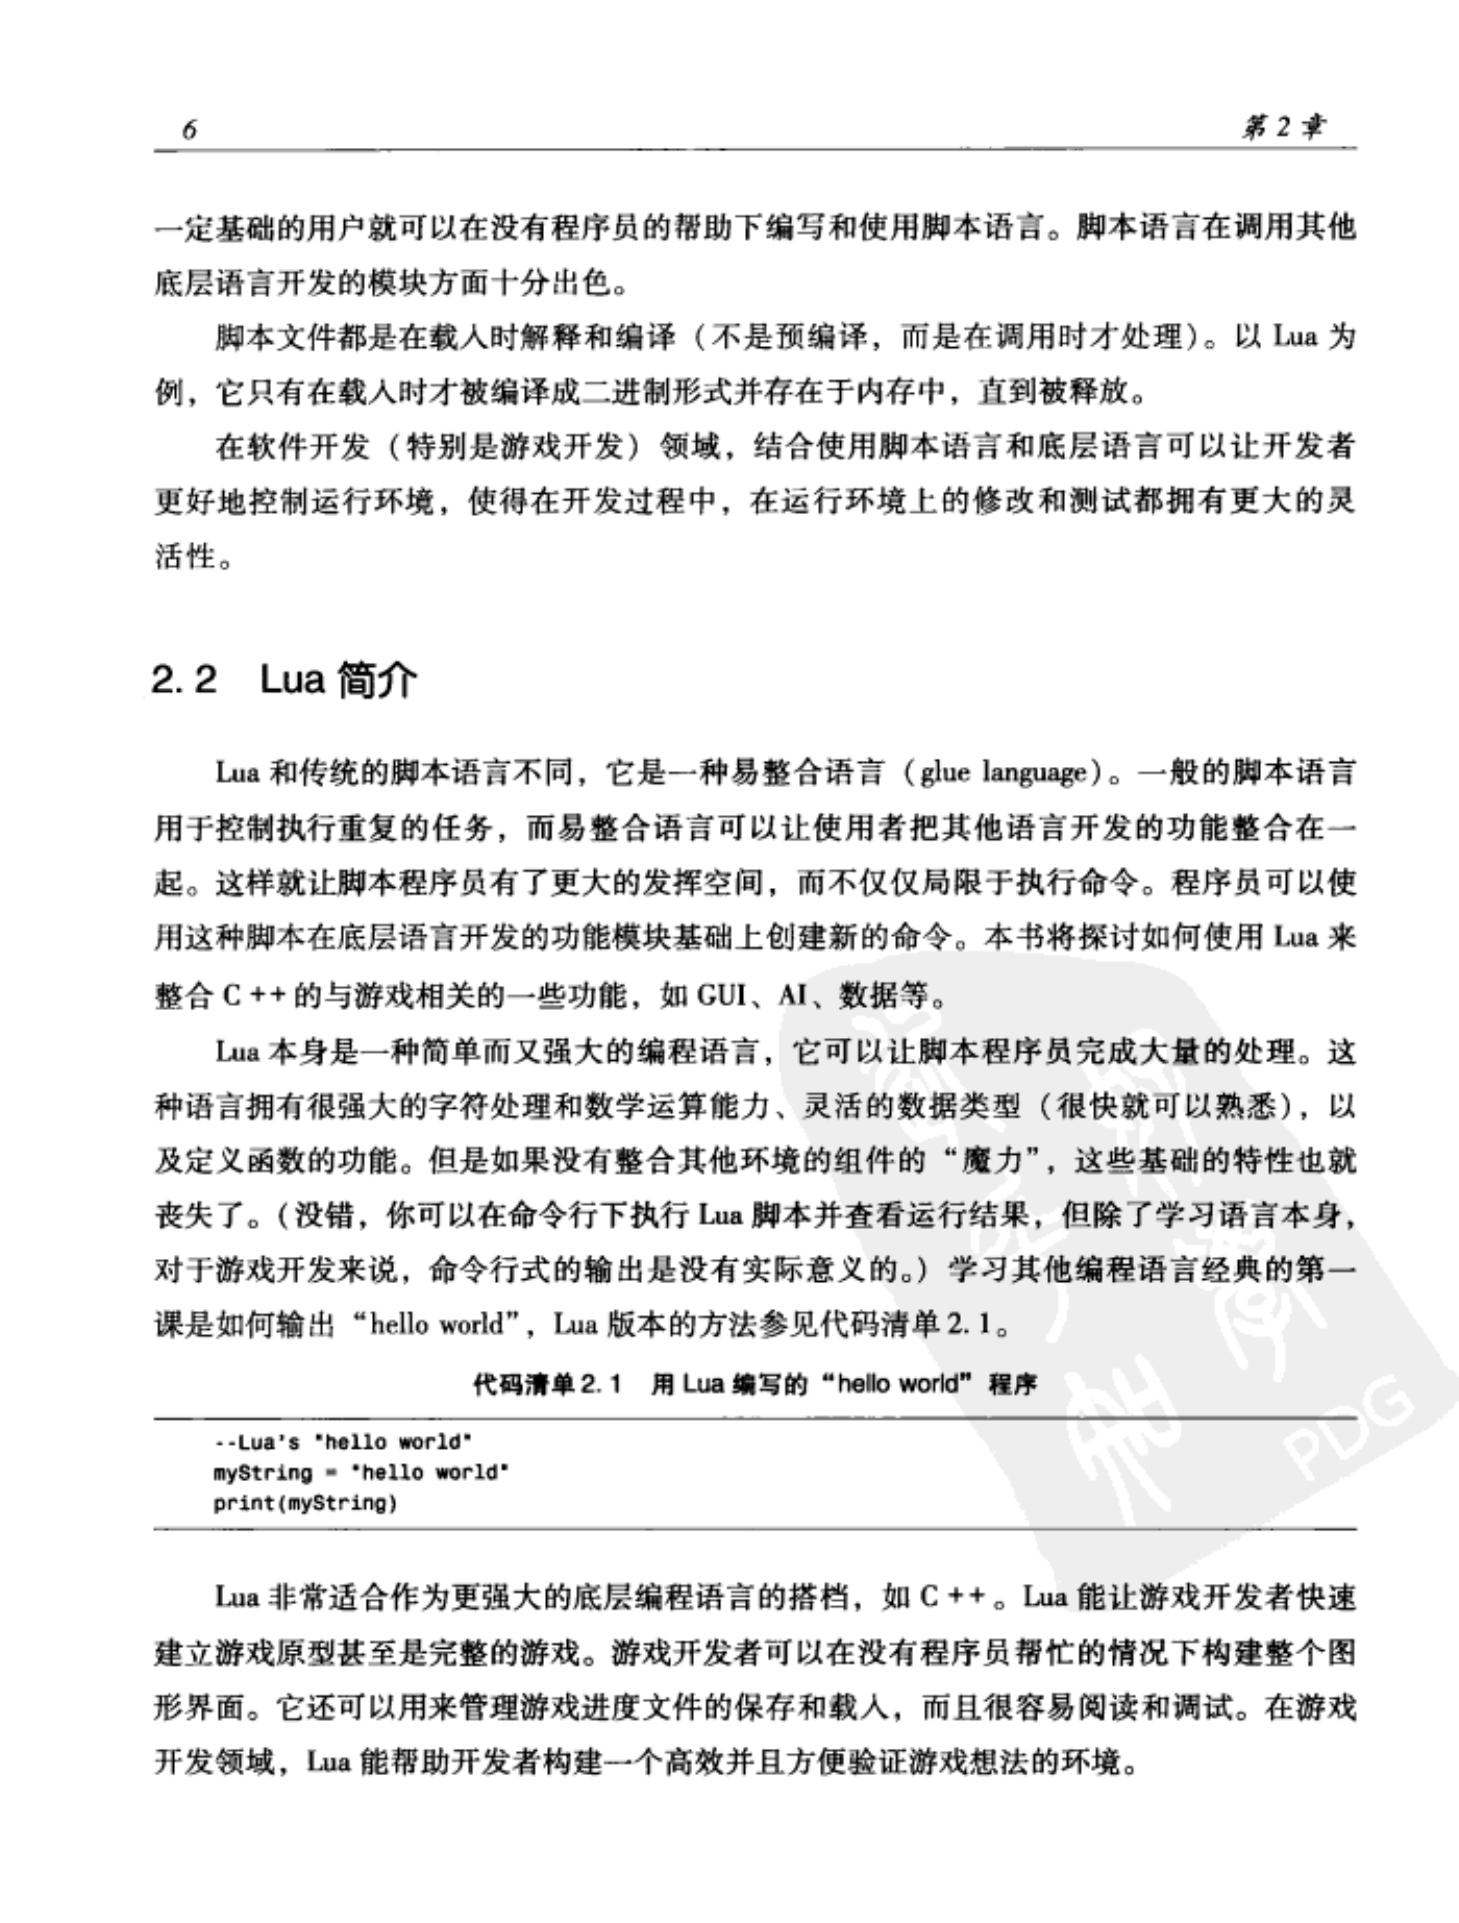 6 第2章
一定基础的用户就可以在没有程序员的帮助下编写和使用脚本语言。脚本语言在调用其他
底层语言开发的模块方面十分出色。
脚本文件都是在载入时解释和编译（不是预编译，而是在调用时才处理）。以 Lua 为
例，它只有在载入时才被编译成二进制形式并存在于内存中，直到被释放。
在软件开发（特别是游戏开发）领域，结合使用脚本语言和底层语言可以让开发者
更好地控制运行环境，使得在开发过程中，在运行环境上的修改和测试都拥有更大的灵
活性。
2.2 Lua 简介
Lua 和传统的脚本语言不同，它是一种易整合语言（glue language）。一般的脚本语言
用于控制执行重复的任务，而易整合语言可以让使用者把其他语言开发的功能整合在一
起。这样就让脚本程序员有了更大的发挥空间，而不仅仅局限于执行命令。程序员可以使
用这种脚本在底层语言开发的功能模块基础上创建新的命令。本书将探讨如何使用 Lua 来
整合 C++的与游戏相关的一些功能，如 GUI、AI、数据等。
Lua 本身是一种简单而又强大的编程语言，它可以让脚本程序员完成大量的处理。这
种语言拥有很强大的字符处理和数学运算能力、灵活的数据类型（很快就可以熟悉），以
及定义函数的功能。但是如果没有整合其他环境的组件的“魔力”，这些基础的特性也就
丧失了。（没错，你可以在命令行下执行 Lua 脚本并查看运行结果，但除了学习语言本身，
对于游戏开发来说，命令行式的输出是没有实际意义的。）学习其他编程语言经典的第一
课是如何输出“hello world”，Lua 版本的方法参见代码清单 2.1。
代码清单 2.1 用 Lua 编写的“hello world”程序
--Lua's "hello world"
myString = "hello world"
print(myString)
Lua 非常适合作为更强大的底层编程语言的搭档，如 C++。Lua 能让游戏开发者快速
建立游戏原型甚至是完整的游戏。游戏开发者可以在没有程序员帮忙的情况下构建整个图
形界面。它还可以用来管理游戏进度文件的保存和载入，而且很容易阅读和调试。在游戏
开发领域，Lua 能帮助开发者构建一个高效并且方便验证游戏想法的环境。
PDG